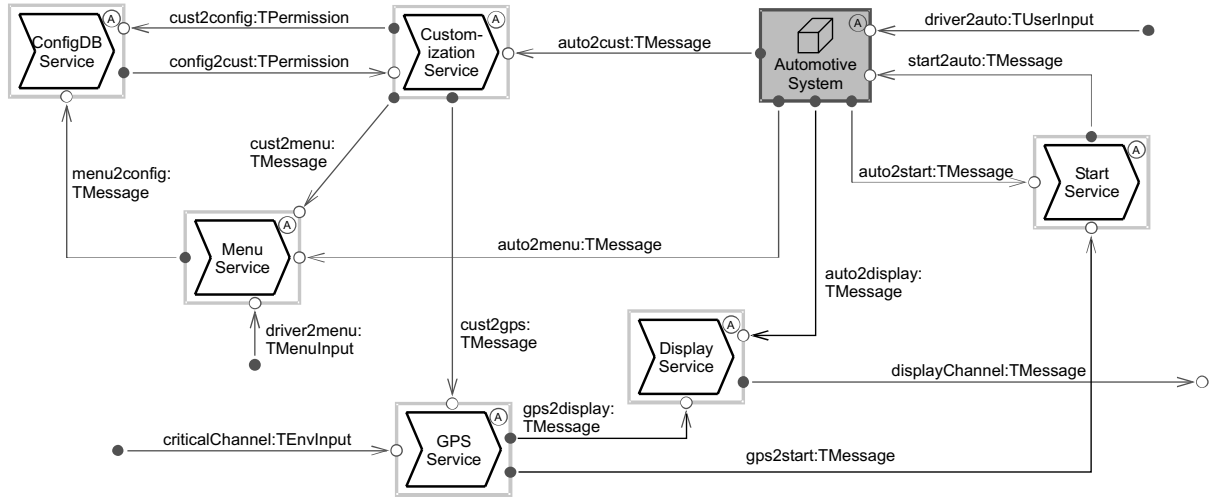 cust2config:TPermission
A
ConfigDB
Service
config2cust:TPermission
A
Custom-
ization
Service
auto2cust:TMessage
A
Automotive
System
driver2auto:TUserInput
start2auto:TMessage
cust2menu:
TMessage
menu2config:
TMessage
auto2start:TMessage
A
Start
Service
A
Menu
Service
auto2menu:TMessage
auto2display:
TMessage
driver2menu:
TMenuInput
cust2gps:
TMessage
A
Display
Service
displayChannel:TMessage
gps2display:
TMessage
criticalChannel:TEnvInput
A
GPS
Service
gps2start:TMessage